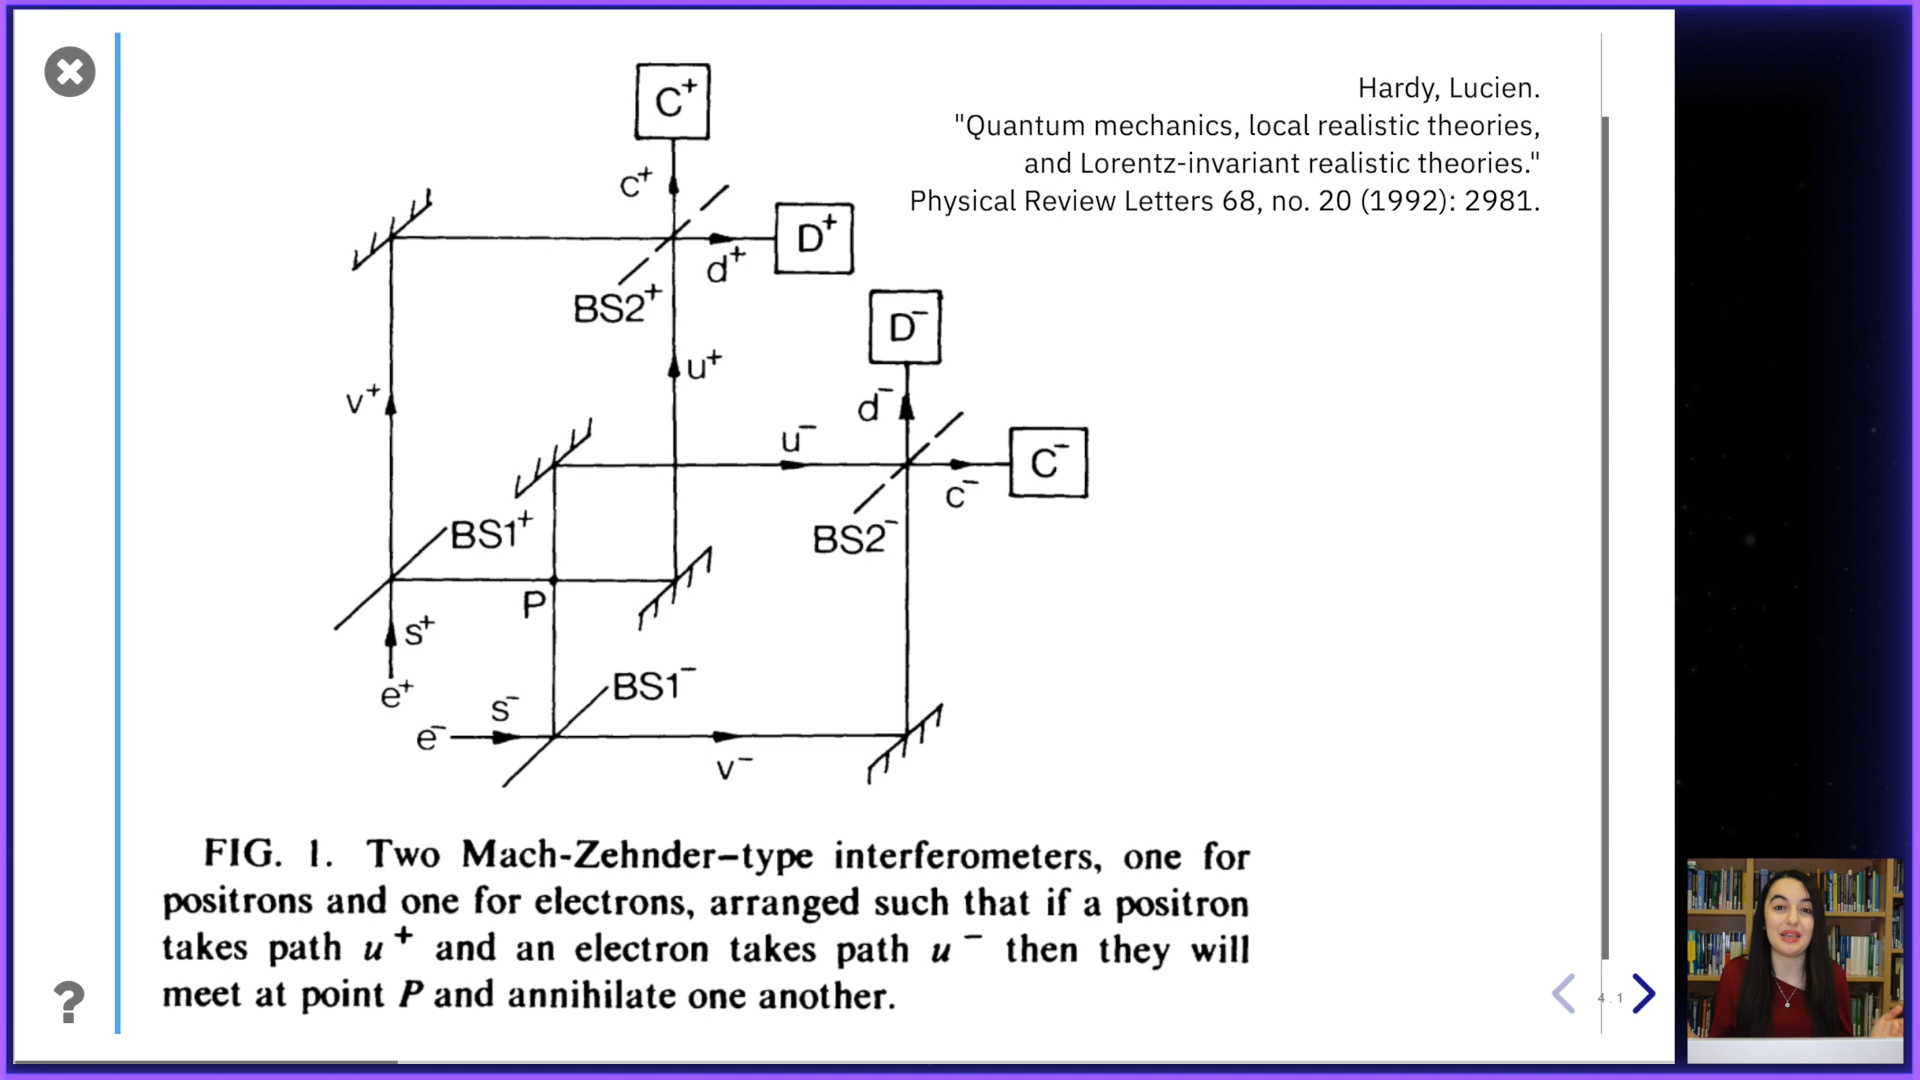 Hardy, Lucien.
"Quantum mechanics, local realistic theories,
and Lorentz-invariant realistic theories."
Physical Review Letters 68, no. 20 (1992): 2981.
C+
c+
D+
d+
BS2+
D-
u+
v+
d-
u-
C-
c-
BS1+
BS2-
P
s+
e+
BS1-
s-
e-
v-
FIG. 1. Two Mach-Zehnder-type interferometers, one for
positrons and one for electrons, arranged such that if a positron
takes path u+ and an electron takes path u- then they will
meet at point P and annihilate one another.
?
4.1